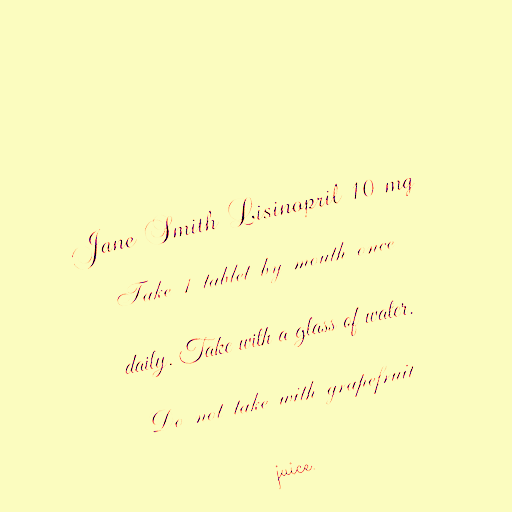 Jane Smith Lisinopril 10 mg
Take 1 tablet by mouth once
daily. Take with a glass of water.
Do not take with grapefruit
juice.